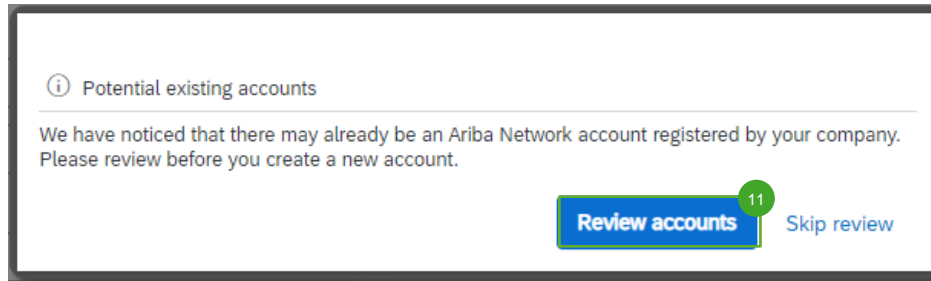 Potential existing accounts
We have noticed that there may already be an Ariba Network account registered by your company.
Please review before you create a new account.
11
Review accounts Skip review